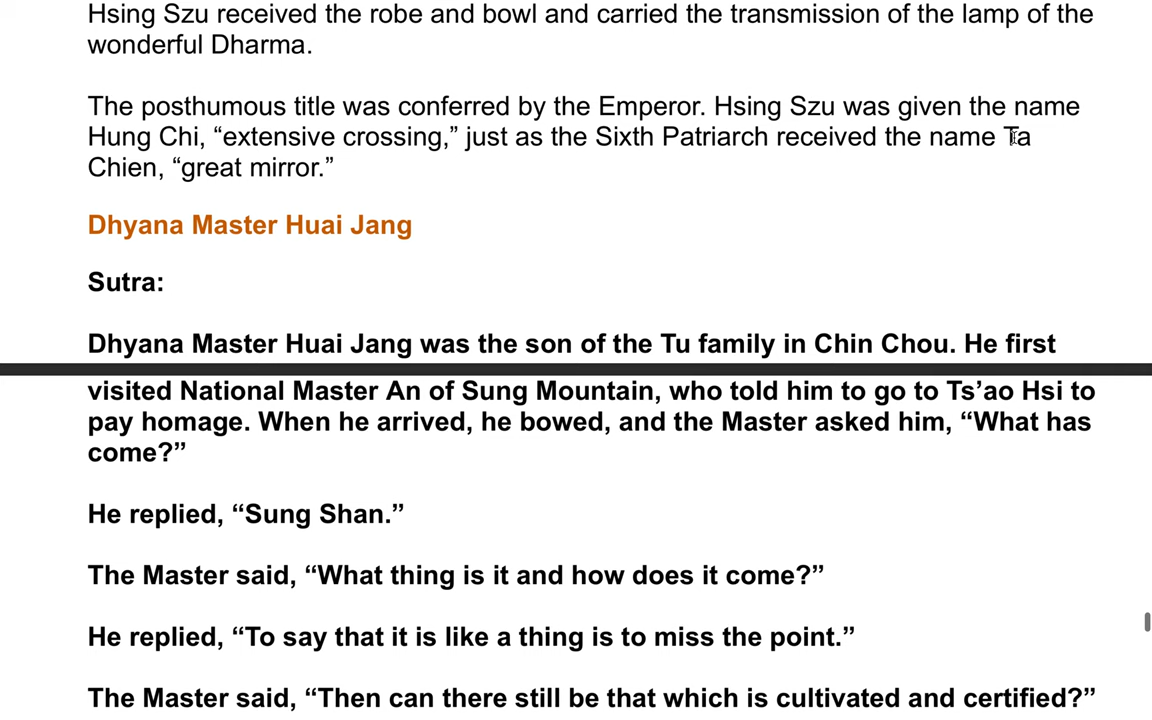 Hsing Szu received the robe and bowl and carried the transmission of the lamp of the
wonderful Dharma.
The posthumous title was conferred by the Emperor. Hsing Szu was given the name
Hung Chi, “extensive crossing,” just as the Sixth Patriarch received the name Ta
Chien, “great mirror.”
Dhyana Master Huai Jang
Sutra:
Dhyana Master Huai Jang was the son of the Tu family in Chin Chou. He first
visited National Master An of Sung Mountain, who told him to go to Ts’ao Hsi to
pay homage. When he arrived, he bowed, and the Master asked him, “What has
come?”
He replied, “Sung Shan.”
The Master said, “What thing is it and how does it come?”
He replied, “To say that it is like a thing is to miss the point.”
The Master said, “Then can there still be that which is cultivated and certified?”